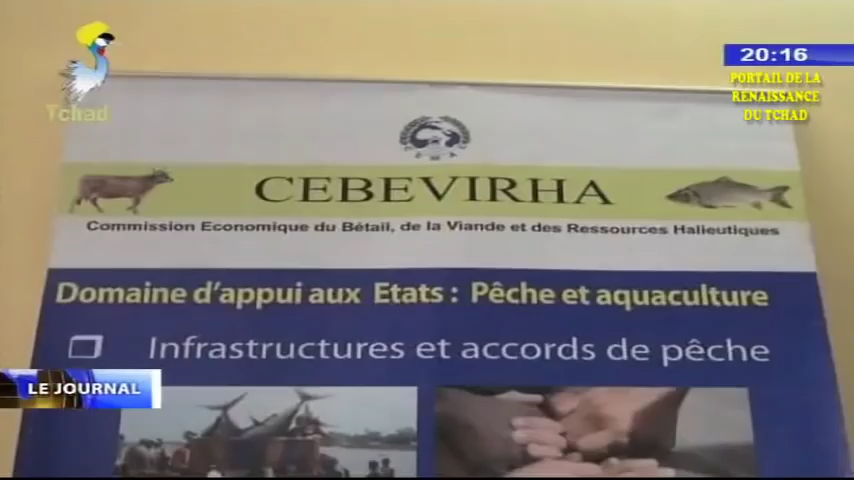 20:16
PORTAIL DE LA
RENAISSANCE
DU TCHAD
Tchad
CEBEVIRHA
Commission Economique du Bétail, de la Viande et des Ressources Halieutiques
Domaine d'appui aux Etats : Pêche et aquaculture
Infrastructures et accords de pêche
LE JOURNAL